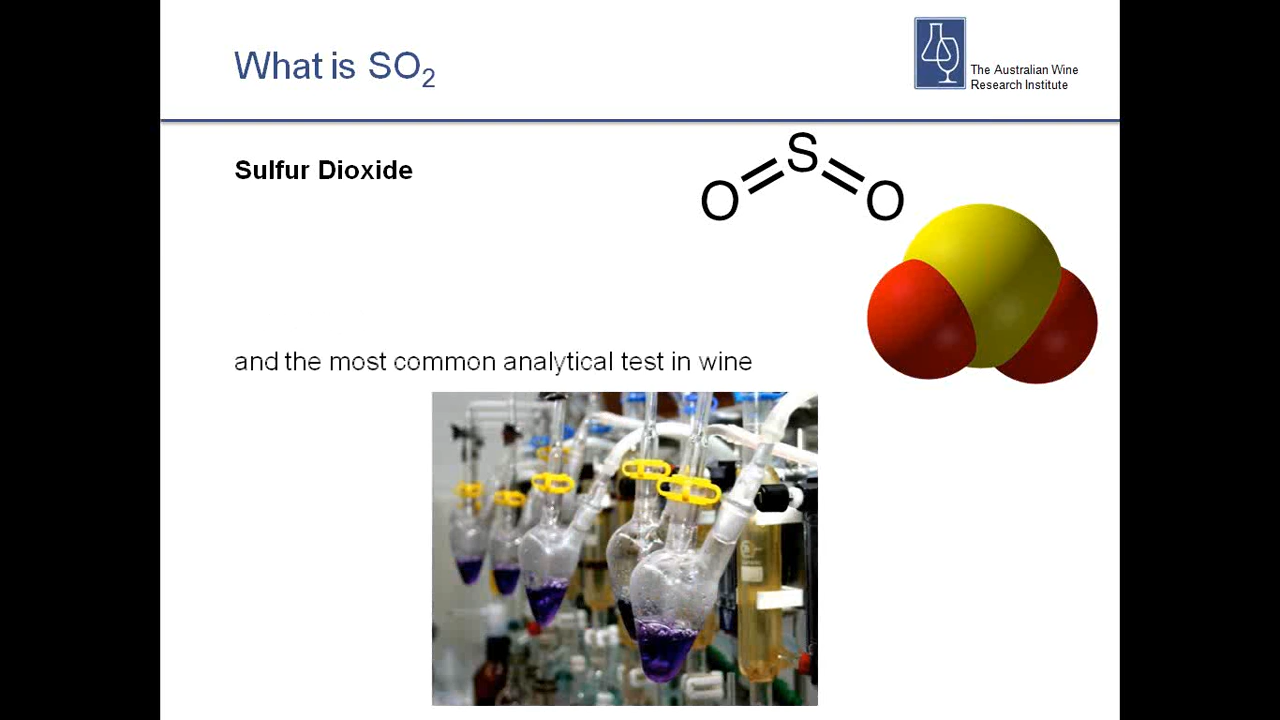 What is SO₂
The Australian Wine
Research Institute
Sulfur Dioxide
S
O O
and the most common analytical test in wine